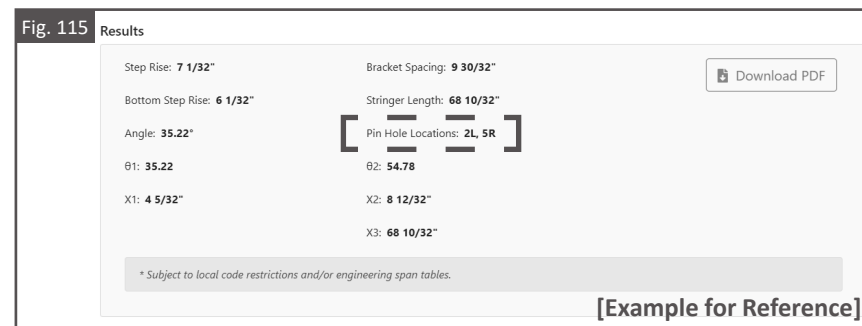 Fig. 115
Results
Step Rise: 7 1/32" Bracket Spacing: 9 30/32" Download PDF
Bottom Step Rise: 6 1/32" Stringer Length: 68 10/32"
Angle: 35.22° Pin Hole Locations: 2L, 5R
θ1: 35.22 θ2: 54.78
X1: 4 5/32" X2: 8 12/32"
X3: 68 10/32"
* Subject to local code restrictions and/or engineering span tables.
[Example for Reference]